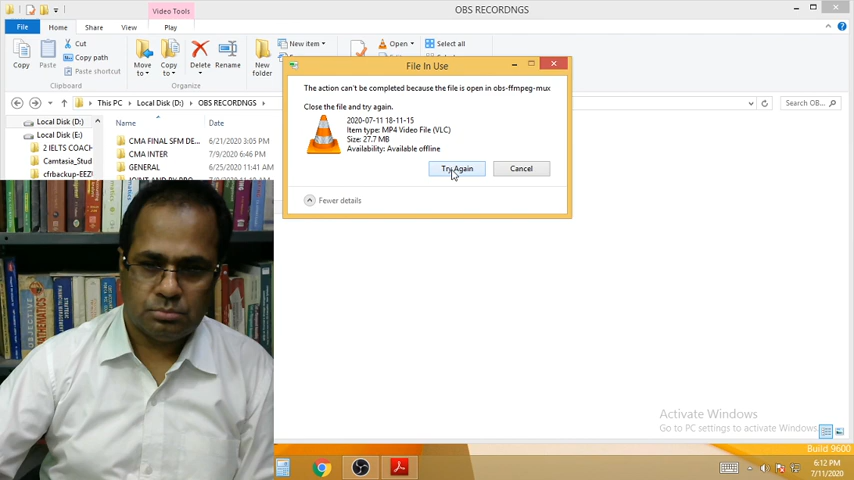 Video Tools
OBS RECORDNGS
File
Home
Share
View
Play
Copy
Paste
Cut
Copy path
Paste shortcut
Clipboard
Move to
Copy to
Delete
Rename
Organize
New folder
New item
Open
Select all
This PC
Local Disk (D:)
OBS RECORDNGS
Search OB...
Local Disk (D:)
Local Disk (E:)
2 IELTS COACH
Camtasia_Stud
cfrbackup-EEZU
Name
Date
CMA FINAL SFM DE...
6/21/2020 3:05 PM
CMA INTER
7/9/2020 6:46 PM
GENERAL
6/25/2020 11:41 AM
File In Use
The action can't be completed because the file is open in obs-ffmpeg-mux
Close the file and try again.
2020-07-11 18-11-15
Item type: MP4 Video File (VLC)
Size: 27.7 MB
Availability: Available offline
Try Again
Cancel
Fewer details
OBJECTIVE
MATHEMATICS
Activate Windows
Go to PC settings to activate Windows.
Build 9600
6:12 PM
7/11/2020